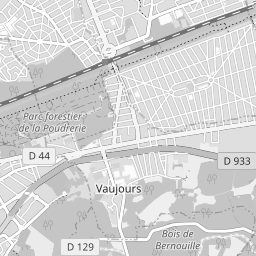 Parc forestier
de la Poudrerie
D 44
D 933
Vaujours
D 129
Bois de
Bernouille